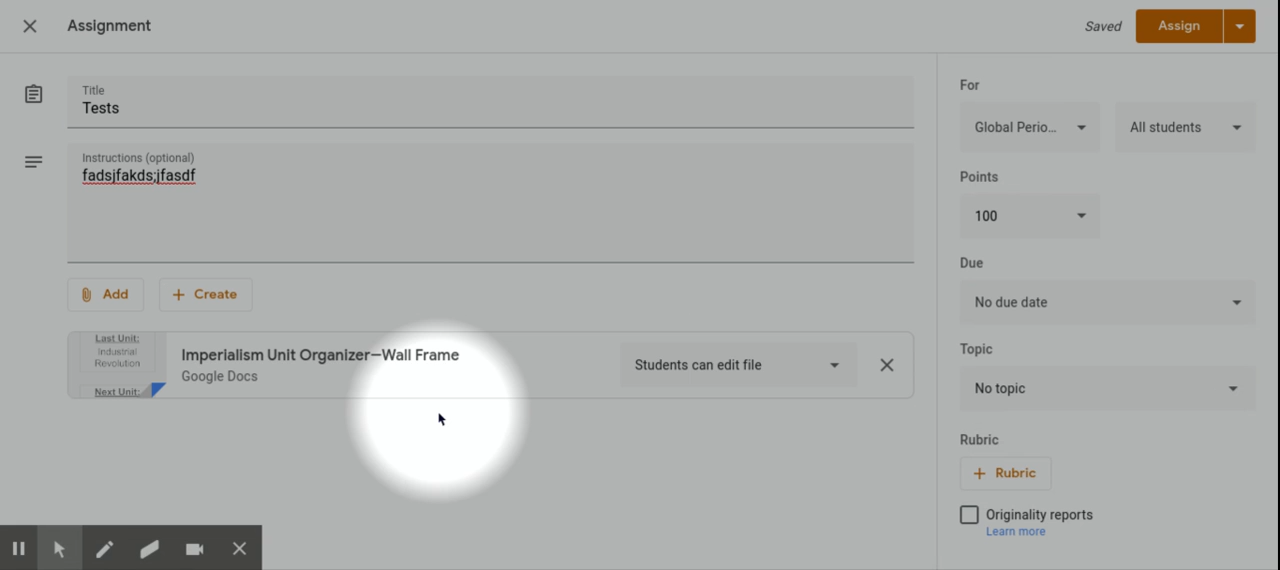 Assignment
Saved
Assign
Title
Tests
Instructions (optional)
fadsjfakds;jfasdf
Add
Create
Last Unit:
Industrial
Revolution
Next Unit:
Imperialism Unit Organizer—Wall Frame
Google Docs
Students can edit file
For
Global Perio...
All students
Points
100
Due
No due date
Topic
No topic
Rubric
Rubric
Originality reports
Learn more